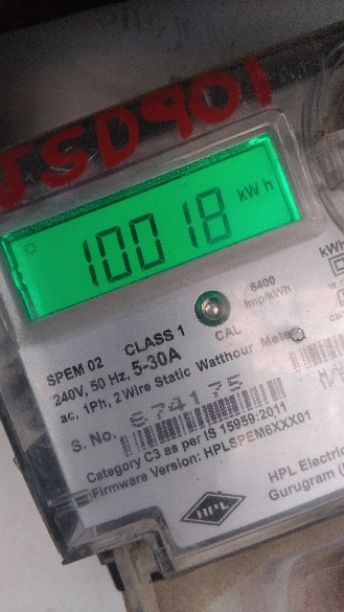 JSD901
10018 kWh
6400
Imp/kWh
CAL
SPEM 02 CLASS 1
240V, 50 Hz, 5-30A
ac, 1Ph, 2 Wire Static Watthour Meter
S. No. 674175
Category C3 as per IS 15959:2011
Firmware Version: HPLSPEM6XXX01
HPL
HPL Electric
Gurugram
kWh